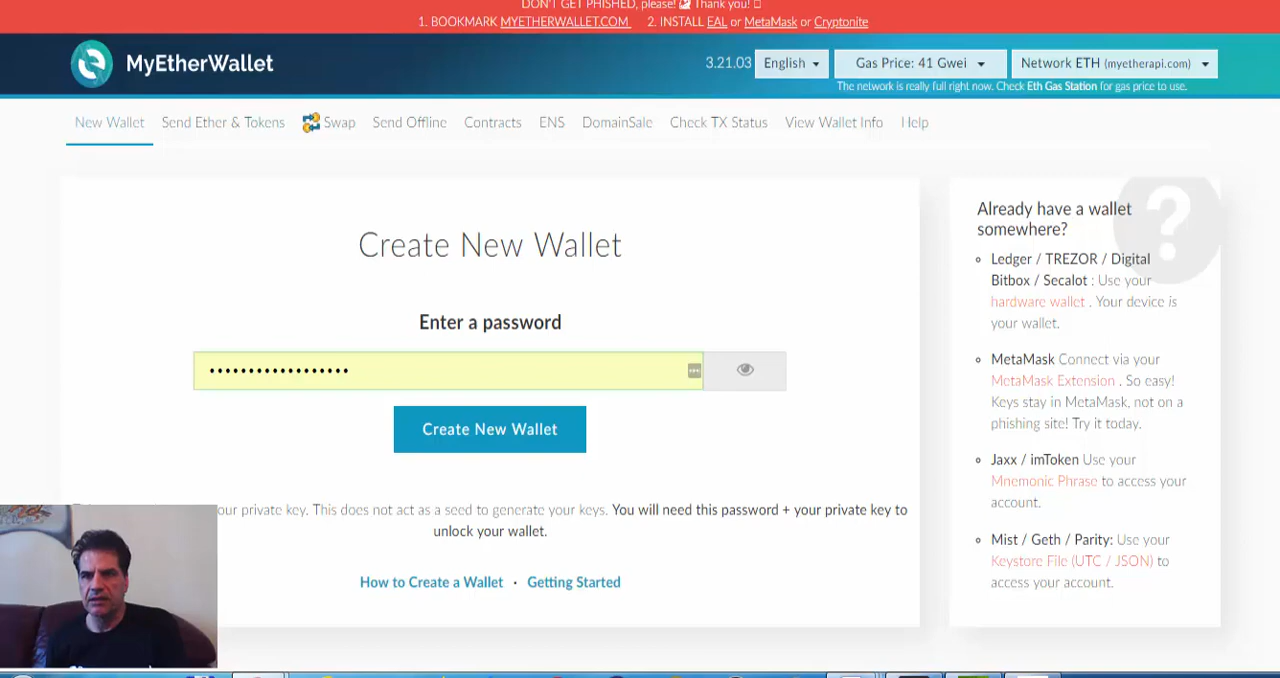 DON'T GET PHISHED, please! Thank you!
1. BOOKMARK MYETHERWALLET.COM 2. INSTALL EAL or MetaMask or Cryptonite
MyEtherWallet
3.21.03 English Gas Price: 41 Gwei Network ETH (myetherapi.com)
The network is really full right now. Check Eth Gas Station for gas price to use.
New Wallet Send Ether & Tokens Swap Send Offline Contracts ENS DomainSale Check TX Status View Wallet Info Help
Create New Wallet
Enter a password
••••••••••••••••••
Create New Wallet
our private key. This does not act as a seed to generate your keys. You will need this password + your private key to
unlock your wallet.
How to Create a Wallet · Getting Started
Already have a wallet
somewhere?
Ledger / TREZOR / Digital
Bitbox / Secalot : Use your
hardware wallet . Your device is
your wallet.
MetaMask Connect via your
MetaMask Extension . So easy!
Keys stay in MetaMask, not on a
phishing site! Try it today.
Jaxx / imToken Use your
Mnemonic Phrase to access your
account.
Mist / Geth / Parity: Use your
Keystore File (UTC / JSON) to
access your account.